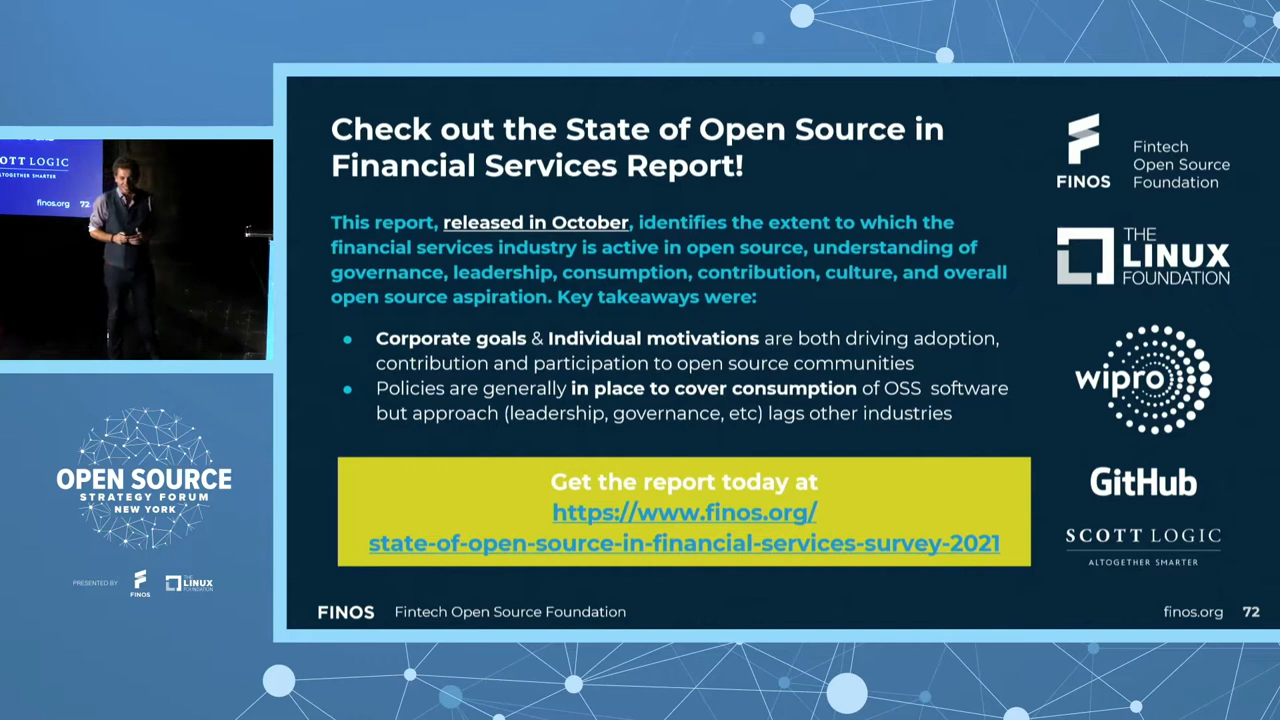 Check out the State of Open Source in
Financial Services Report!
This report, released in October, identifies the extent to which the
financial services industry is active in open source, understanding of
governance, leadership, consumption, contribution, culture, and overall
open source aspiration. Key takeaways were:
● Corporate goals & Individual motivations are both driving adoption,
contribution and participation to open source communities
● Policies are generally in place to cover consumption of OSS software
but approach (leadership, governance, etc) lags other industries
Get the report today at
https://www.finos.org/
state-of-open-source-in-financial-services-survey-2021
FINOS Fintech Open Source Foundation
finos.org 72
FINOS
Fintech
Open Source
Foundation
THE
LINUX
FOUNDATION
wipro
GitHub
SCOTT LOGIC
ALTOGETHER SMARTER
COTT LOGIC
ALTOGETHER SMARTER
finos.org 72
OPEN SOURCE
STRATEGY FORUM
NEW YORK
PRESENTED BY
FINOS
THE
LINUX
FOUNDATION